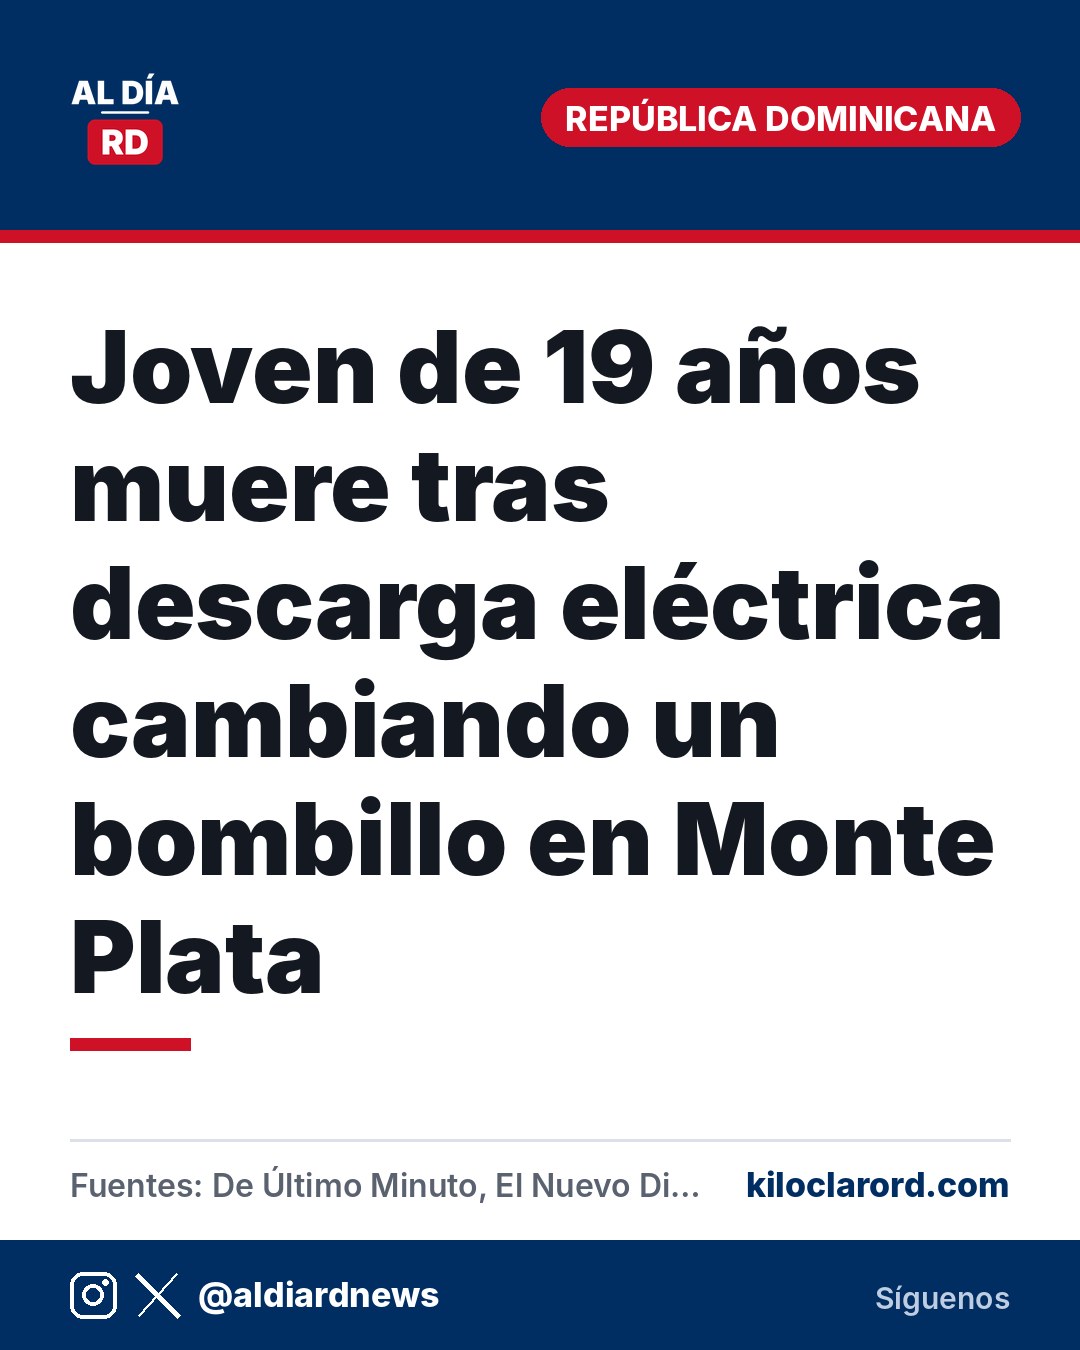 AL DÍA
RD
REPÚBLICA DOMINICANA
Joven de 19 años
muere tras
descarga eléctrica
cambiando un
bombillo en Monte
Plata
Fuentes: De Último Minuto, El Nuevo Di...
kiloclarord.com
@aldiardnews
Síguenos